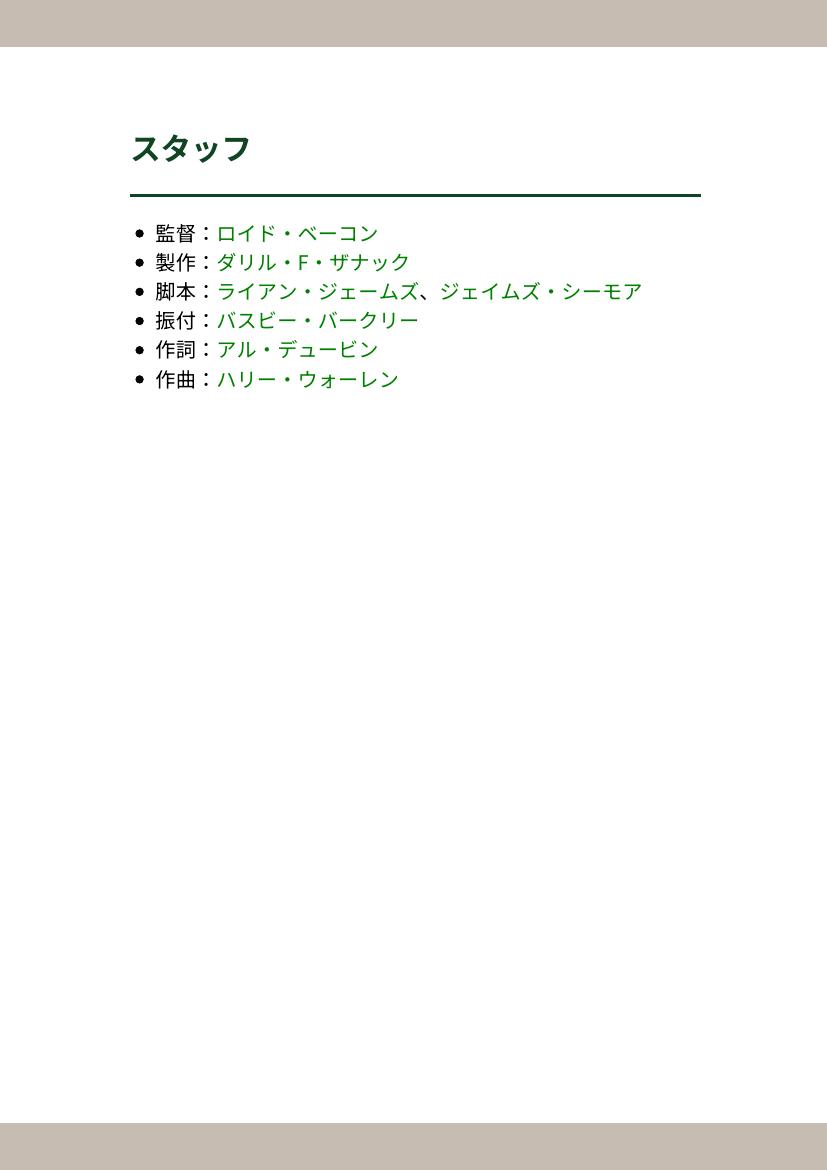 スタッフ
● 監督：ロイド・ベーコン
● 製作：ダリル・F・ザナック
● 脚本：ライアン・ジェームズ、ジェイムズ・シーモア
● 振付：バスビー・バークリー
● 作詞：アル・デュービン
● 作曲：ハリー・ウォーレン